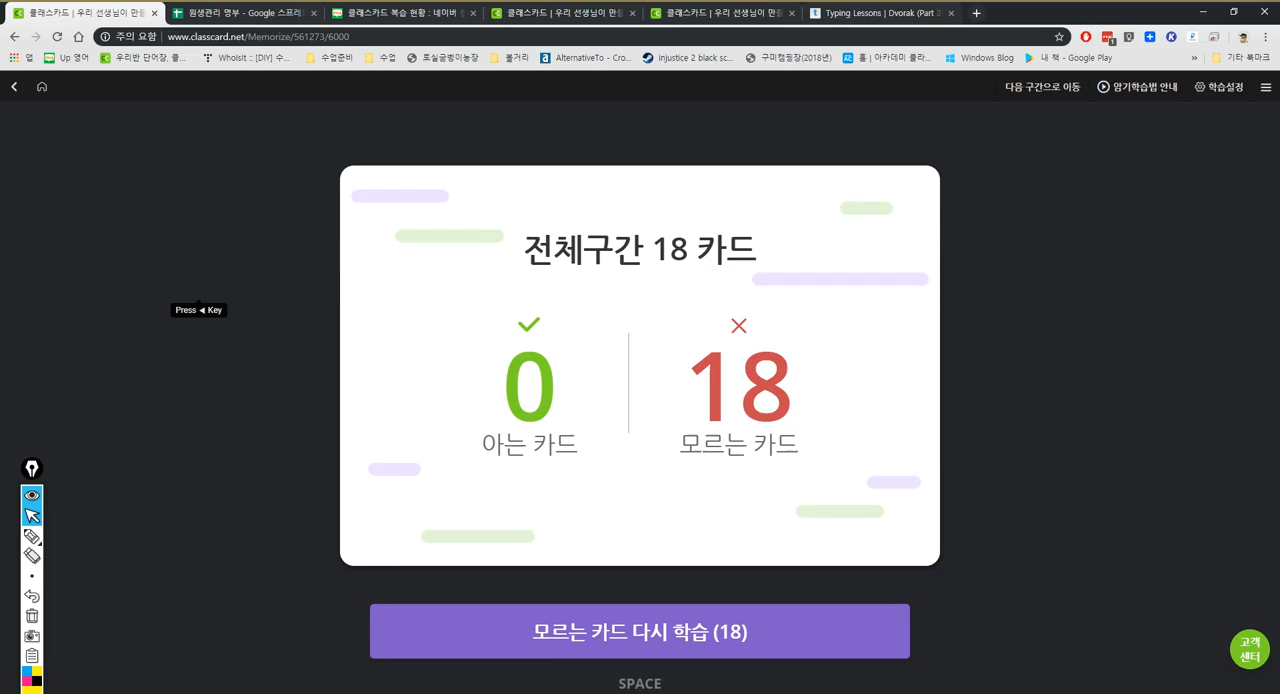 클래스카드 | 우리 선생님이 만든
원생관리 명부 - Google 스프레
클래스카드 복습 현황 : 네이버
클래스카드 | 우리 선생님이 만들
클래스카드 | 우리 선생님이 만들
Typing Lessons | Dvorak (Part 3
주의 요함 www.classcard.net/Memorize/561273/6000
앱
Up 영어
우리반 단어장, 클...
WhoIsIt ::: [DIY] 수...
수업준비
수업
토실굼벵이농장
볼거리
AlternativeTo - Cro...
injustice 2 black sc...
구미캠핑장(2018년)
홈 | 아카데미 클라...
Windows Blog
내 책 - Google Play
»
기타 북마크
다음 구간으로 이동
암기학습법 안내
학습설정
전체구간 18 카드
Press ◀ Key
0
18
아는 카드
모르는 카드
모르는 카드 다시 학습 (18)
고객
센터
SPACE